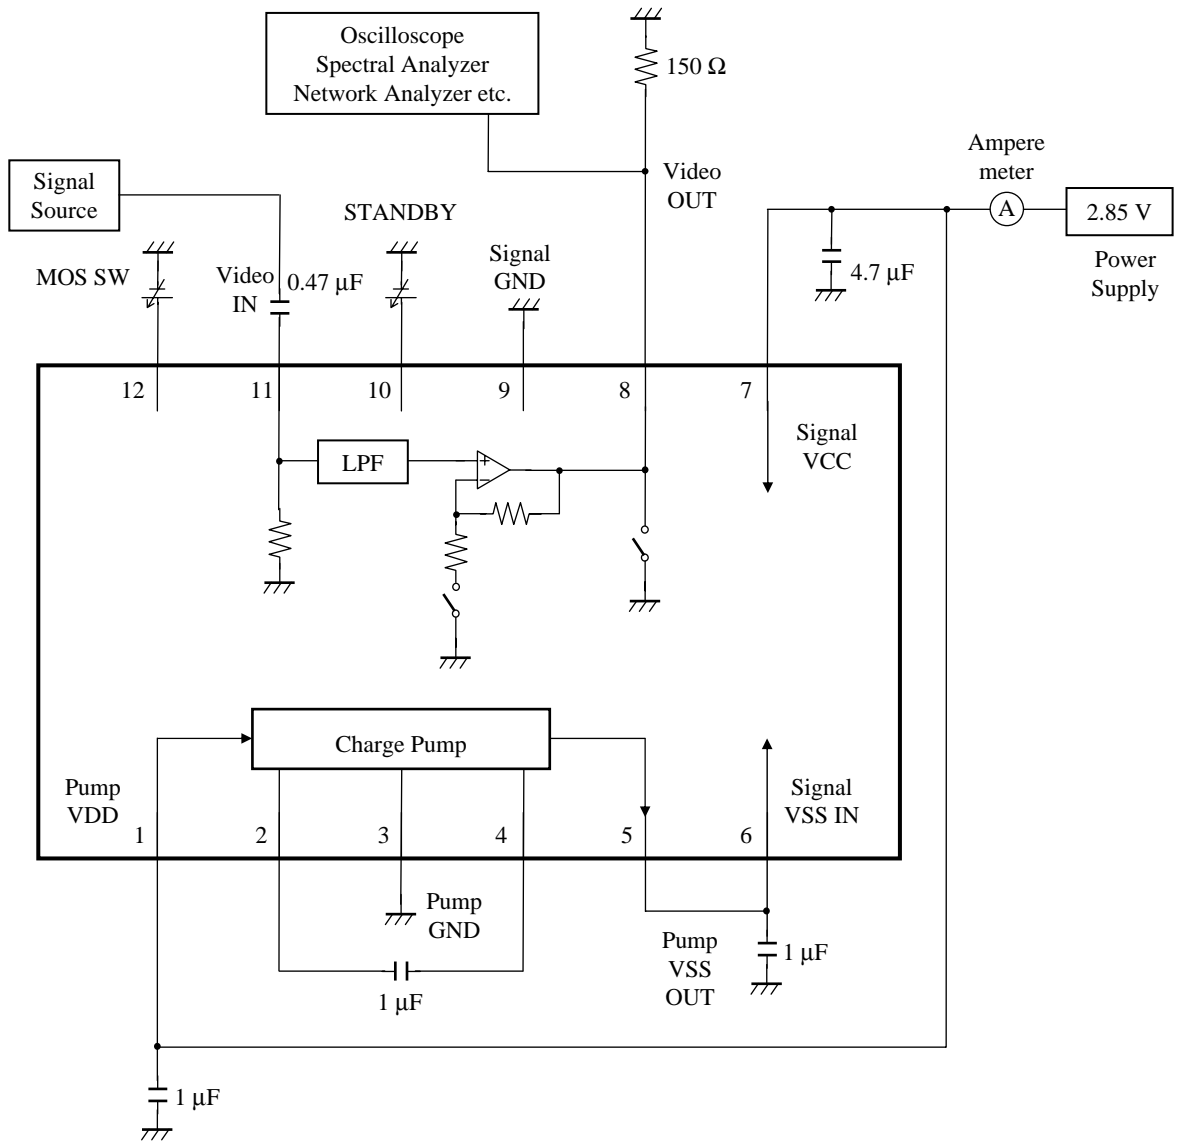 Oscilloscope
Spectral Analyzer
Network Analyzer etc.
150 Ω
Ampere
meter
Signal
Source
Video
OUT
A
2.85 V
STANDBY
Signal
GND
MOS SW
Video
IN
0.47 μF
4.7 μF
Power
Supply
12
11
10
9
8
7
Signal
VCC
LPF
+
−
Charge Pump
Pump
VDD
Signal
VSS IN
1
2
3
4
5
6
Pump
GND
Pump
VSS
OUT
1 μF
1 μF
1 μF